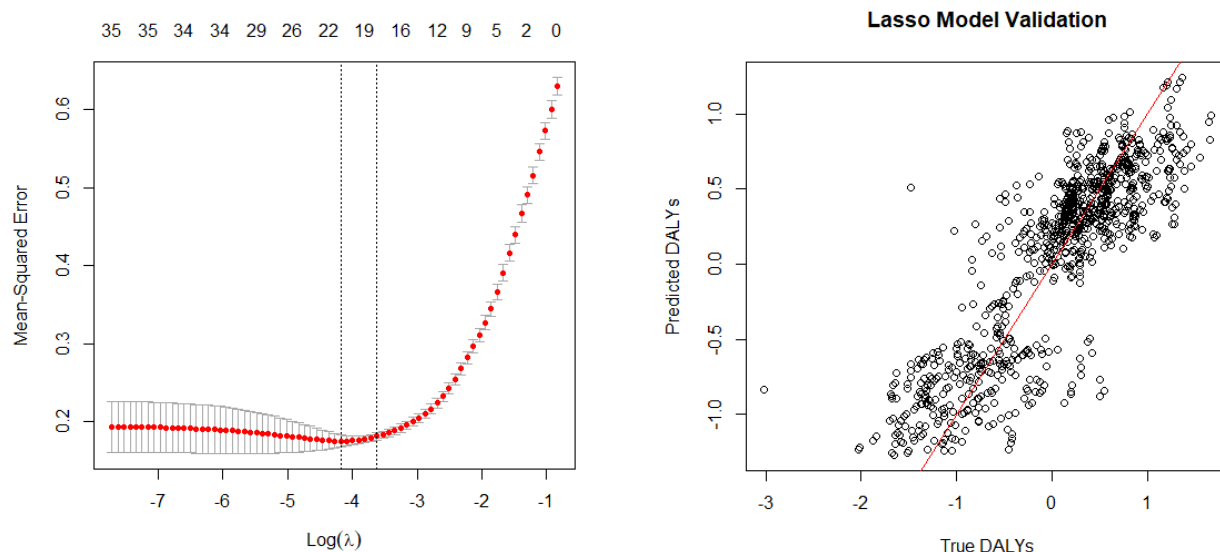 35 35 34 34 29 26 22 19 16 12 9 5 2 0
Mean-Squared Error
0.6
0.5
0.4
0.3
0.2
-7 -6 -5 -4 -3 -2 -1
Log(λ)
Lasso Model Validation
Predicted DALYs
1.0
0.5
0.0
-0.5
-1.0
-3 -2 -1 0 1
True DALYs